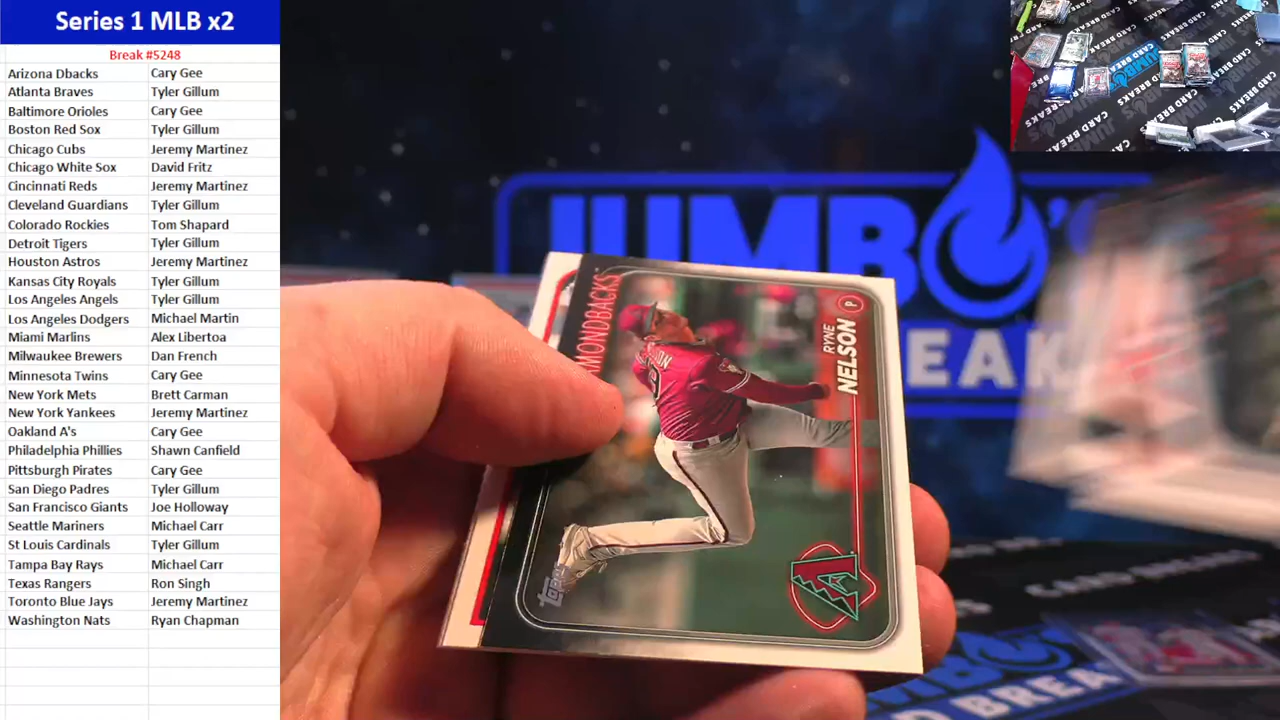 Series 1 MLB x2
Break #5248
Arizona Dbacks Cary Gee
Atlanta Braves Tyler Gillum
Baltimore Orioles Cary Gee
Boston Red Sox Tyler Gillum
Chicago Cubs Jeremy Martinez
Chicago White Sox David Fritz
Cincinnati Reds Jeremy Martinez
Cleveland Guardians Tyler Gillum
Colorado Rockies Tom Shapard
Detroit Tigers Tyler Gillum
Houston Astros Jeremy Martinez
Kansas City Royals Tyler Gillum
Los Angeles Angels Tyler Gillum
Los Angeles Dodgers Michael Martin
Miami Marlins Alex Libertoa
Milwaukee Brewers Dan French
Minnesota Twins Cary Gee
New York Mets Brett Carman
New York Yankees Jeremy Martinez
Oakland A's Cary Gee
Philadelphia Phillies Shawn Canfield
Pittsburgh Pirates Cary Gee
San Diego Padres Tyler Gillum
San Francisco Giants Joe Holloway
Seattle Mariners Michael Carr
St Louis Cardinals Tyler Gillum
Tampa Bay Rays Michael Carr
Texas Rangers Ron Singh
Toronto Blue Jays Jeremy Martinez
Washington Nats Ryan Chapman
JUMBO'S
CARD BREAKS
RYNE
NELSON
P
topps